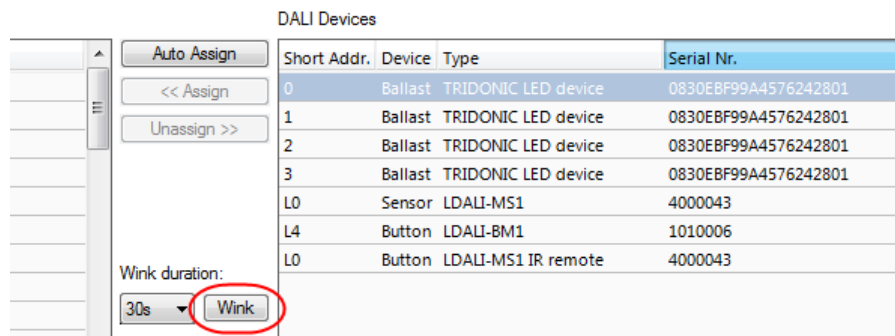 DALI Devices
Auto Assign
<< Assign
Unassign >>
Short Addr. Device Type Serial Nr.
0 Ballast TRIDONIC LED device 0830EBF99A4576242801
1 Ballast TRIDONIC LED device 0830EBF99A4576242801
2 Ballast TRIDONIC LED device 0830EBF99A4576242801
3 Ballast TRIDONIC LED device 0830EBF99A4576242801
L0 Sensor LDALI-MS1 4000043
L4 Button LDALI-BM1 1010006
L0 Button LDALI-MS1 IR remote 4000043
Wink duration:
30s Wink